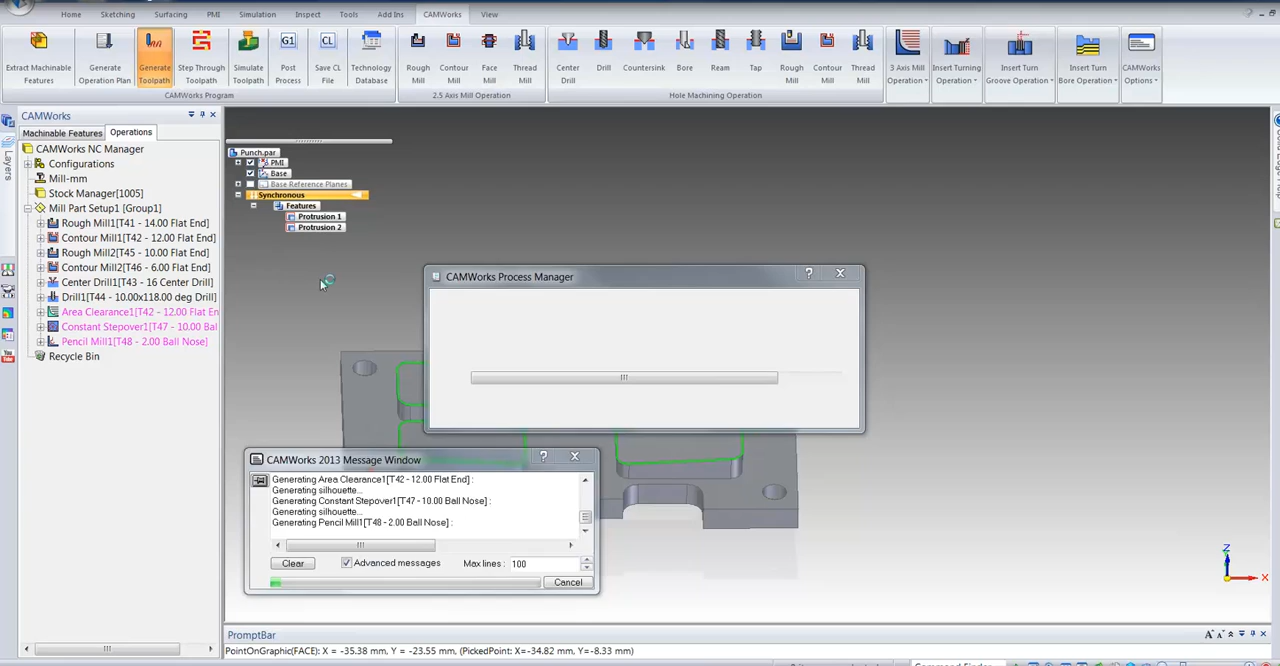 Home Sketching Surfacing PMI Simulation Inspect Tools Add Ins CAMWorks View
Extract Machinable Features
Generate Operation Plan
Generate Toolpath
Step Through Toolpath
Simulate Toolpath
G1
Post Process
CL
Save CL File
Technology Database
Rough Mill
Contour Mill
Face Mill
Thread Mill
Center Drill
Drill
Countersink
Bore
Ream
Tap
Rough Mill
Contour Mill
Thread Mill
3 Axis Mill Operation
Insert Turning Operation
Insert Turn Groove Operation
Insert Turn Bore Operation
CAMWorks Options
CAMWorks Program
2.5 Axis Mill Operation
Hole Machining Operation
CAMWorks
Machinable Features Operations
Layers
CAMWorks NC Manager
Configurations
Mill-mm
Stock Manager[1005]
Mill Part Setup1 [Group1]
Rough Mill1[T41 - 14.00 Flat End]
Contour Mill1[T42 - 12.00 Flat End]
Rough Mill2[T45 - 10.00 Flat End]
Contour Mill2[T46 - 6.00 Flat End]
Center Drill1[T43 - 16 Center Drill]
Drill1[T44 - 10.00x118.00 deg Drill]
Area Clearance1[T42 - 12.00 Flat En
Constant Stepover1[T47 - 10.00 Bal
Pencil Mill1[T48 - 2.00 Ball Nose]
Recycle Bin
Punch.par
PMI
Base
Base Reference Planes
Synchronous
Features
Protrusion 1
Protrusion 2
CAMWorks Process Manager
CAMWorks 2013 Message Window
Generating Area Clearance1[T42 - 12.00 Flat End] :
Generating silhouette...
Generating Constant Stepover1[T47 - 10.00 Ball Nose] :
Generating silhouette...
Generating Pencil Mill1[T48 - 2.00 Ball Nose] :
Clear
Advanced messages
Max lines : 100
Cancel
Z
X
PromptBar
PointOnGraphic(FACE): X = -35.38 mm, Y = -23.55 mm (PickedPoint: X=-34.82 mm, Y=-8.33 mm)
Command Finder